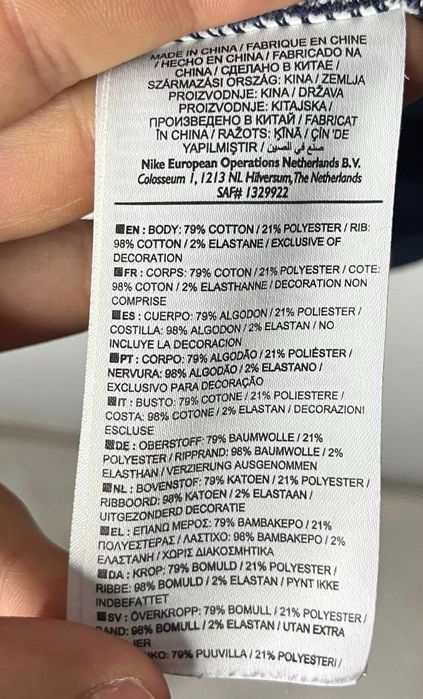 MADE IN CHINA / FABRIQUE EN CHINE
/ HECHO EN CHINA / FABRICADO NA
CHINA / СДЕЛАНО В КИТАЕ /
SZÁRMAZÁSI ORSZÁG: KINA / ZEMLJA
PROIZVODNJE: KINA / DRŽAVA
PROIZVODNJE: KITAJSKA /
ПРОИЗВЕДЕНО В КИТАЙ / FABRICAT
ÎN CHINA / RAŽOTS: ĶĪNĀ / ÇİN 'DE
YAPILMIŞTIR / صنع في الصين
Nike European Operations Netherlands B.V.
Colosseum 1, 1213 NL Hilversum, The Netherlands
SAF# 1329922
EN : BODY: 79% COTTON / 21% POLYESTER / RIB:
98% COTTON / 2% ELASTANE / EXCLUSIVE OF
DECORATION
FR : CORPS: 79% COTON / 21% POLYESTER / COTE:
98% COTON / 2% ELASTHANNE / DECORATION NON
COMPRISE
ES : CUERPO: 79% ALGODON / 21% POLIESTER /
COSTILLA: 98% ALGODON / 2% ELASTAN / NO
INCLUYE LA DECORACION
PT : CORPO: 79% ALGODÃO / 21% POLIÉSTER /
NERVURA: 98% ALGODÃO / 2% ELASTANO /
EXCLUSIVO PARA DECORAÇÃO
IT : BUSTO: 79% COTONE / 21% POLIESTERE /
COSTA: 98% COTONE / 2% ELASTAN / DECORAZIONI
ESCLUSE
DE : OBERSTOFF: 79% BAUMWOLLE / 21%
POLYESTER / RIPPRAND: 98% BAUMWOLLE / 2%
ELASTHAN / VERZIERUNG AUSGENOMMEN
NL : BOVENSTOF: 79% KATOEN / 21% POLYESTER /
RIBBOORD: 98% KATOEN / 2% ELASTAAN /
UITGEZONDERD DECORATIE
EL : ΕΠΑΝΩ ΜΕΡΟΣ: 79% ΒΑΜΒΑΚΕΡΟ / 21%
ΠΟΛΥΕΣΤΕΡΑΣ / ΛΑΣΤΙΧΟ: 98% ΒΑΜΒΑΚΕΡΟ / 2%
ΕΛΑΣΤΑΝΗ / ΧΩΡΙΣ ΔΙΑΚΟΣΜΗΤΙΚΑ
DA : KROP: 79% BOMULD / 21% POLYESTER /
RIBBE: 98% BOMULD / 2% ELASTAN / PYNT IKKE
INDBEFATTET
SV : ÖVERKROPP: 79% BOMULL / 21% POLYESTER /
AND: 98% BOMULL / 2% ELASTAN / UTAN EXTRA
ER
KO: 79% PUUVILLA / 21% POLYESTERI /